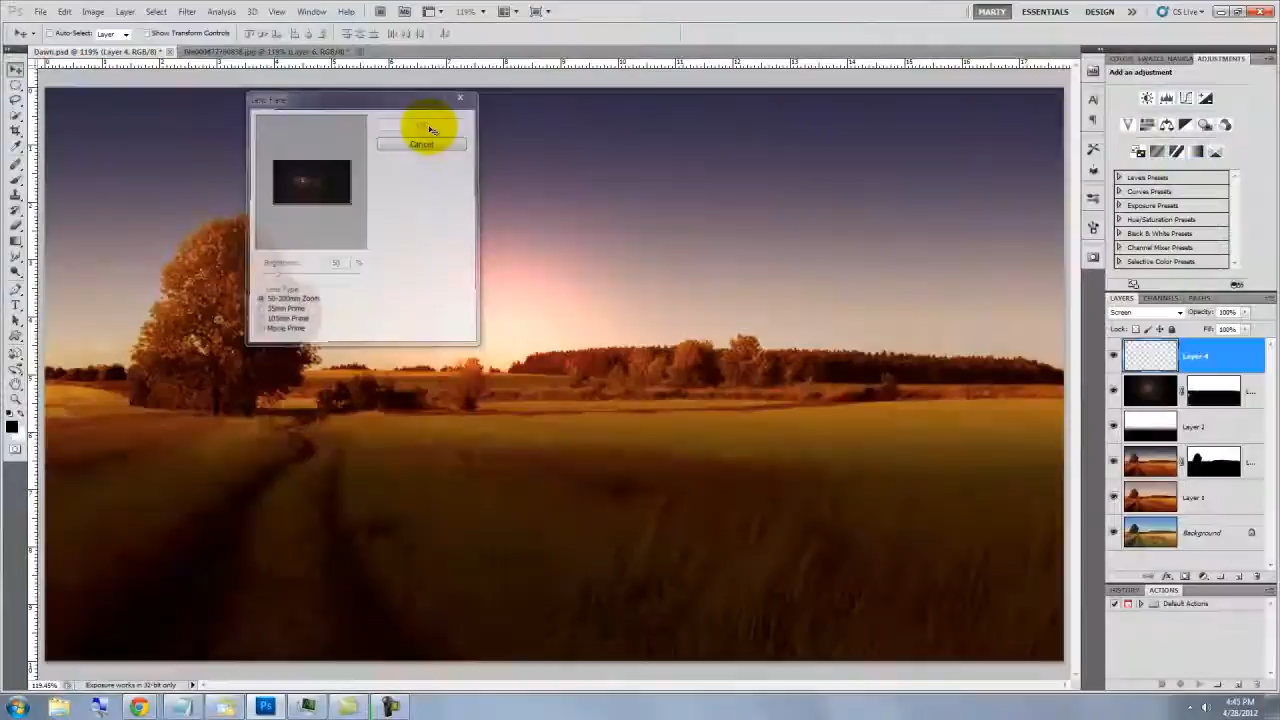 File Edit Image Layer Select Filter Analysis 3D View Window Help 119% MARTY ESSENTIALS DESIGN CS Live
Auto-Select: Layer Show Transform Controls
Dawn.psd @ 119% (Layer 4, RGB/8) *
ADJUSTMENTS
Add an adjustment
Cancel
Levels Presets
Curves Presets
Exposure Presets
Hue/Saturation Presets
Black & White Presets
Channel Mixer Presets
Selective Color Presets
Brightness: 50 %
Lens Type
50-300mm Zoom
35mm Prime
105mm Prime
Movie Prime
LAYERS CHANNELS PATHS
Screen Opacity: 100%
Lock: Fill: 100%
Layer 4
L...
Layer 2
L...
Layer 1
Background
HISTORY ACTIONS
Default Actions
119.45% Exposure works in 32-bit only
4:45 PM
4/28/2012